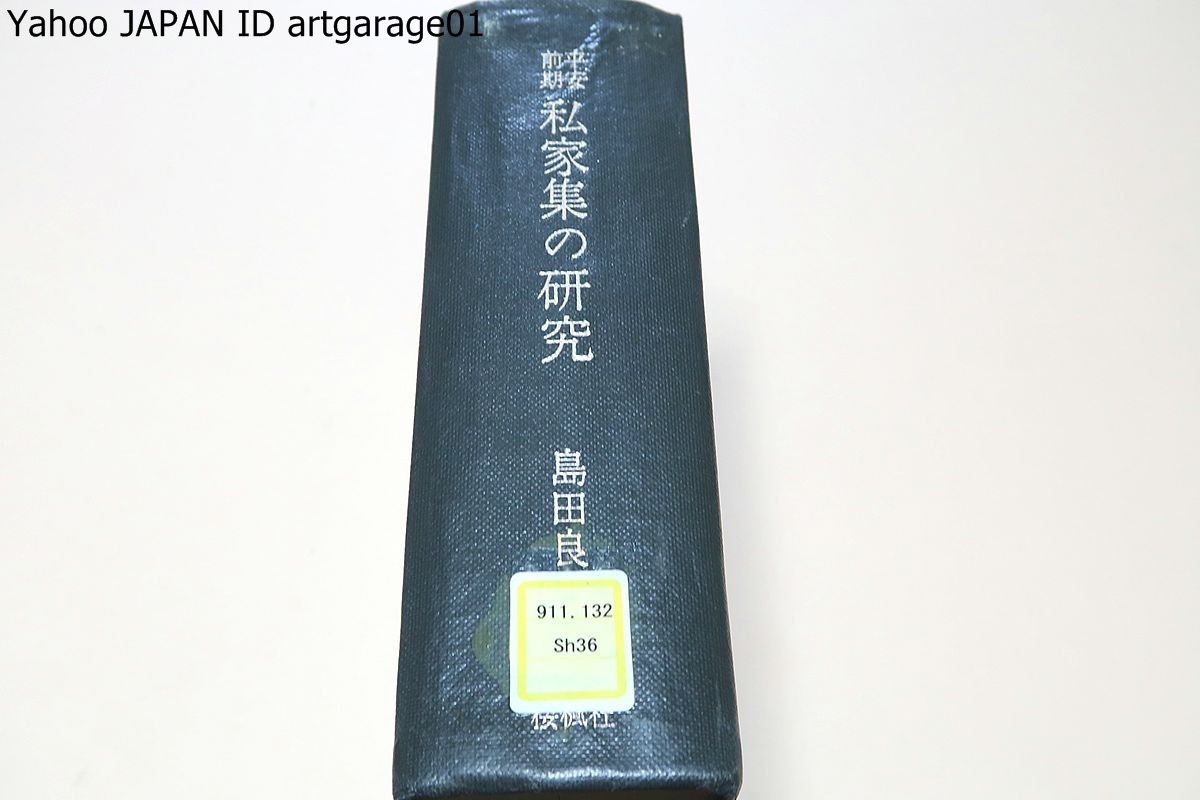 Yahoo JAPAN ID artgarage01
平安
前期
私家集の研究
島田良
911.132
Sh36
桜楓社